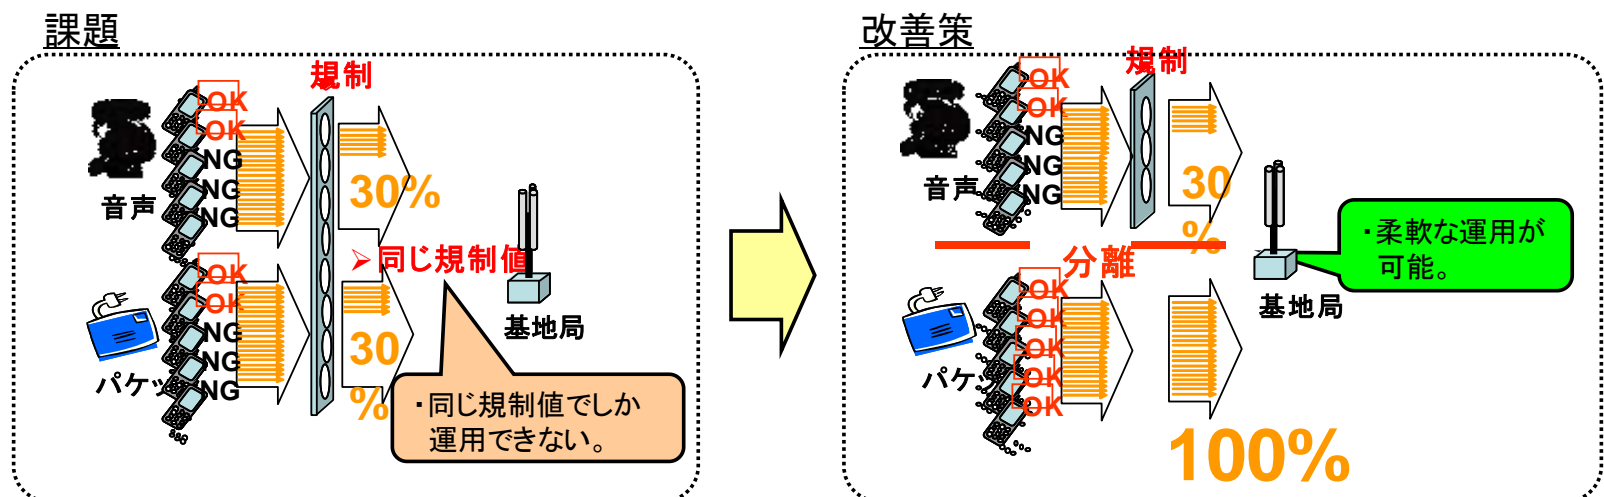 課題
規制
OK
OK
NG
NG
NG
音声
30%
同じ規制値
OK
OK
NG
NG
NG
パケッ
30
%
基地局
・同じ規制値でしか
運用できない。
改善策
規制
OK
OK
NG
NG
NG
音声
30
%
分離
OK
OK
OK
OK
OK
パケッ
100%
基地局
・柔軟な運用が
可能。